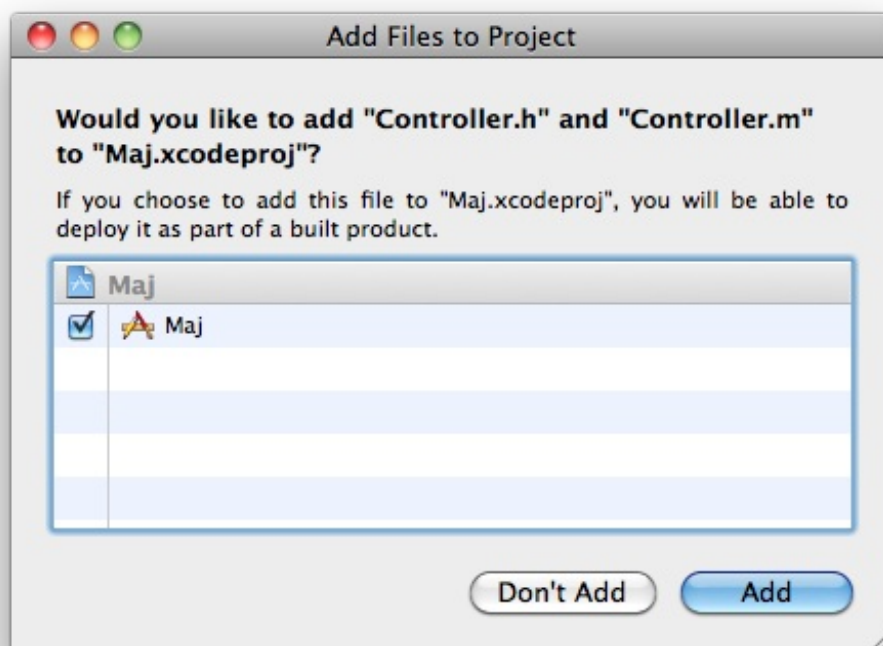 Add Files to Project
Would you like to add "Controller.h" and "Controller.m"
to "Maj.xcodeproj"?
If you choose to add this file to "Maj.xcodeproj", you will be able to
deploy it as part of a built product.
Maj
Maj
Don't Add
Add